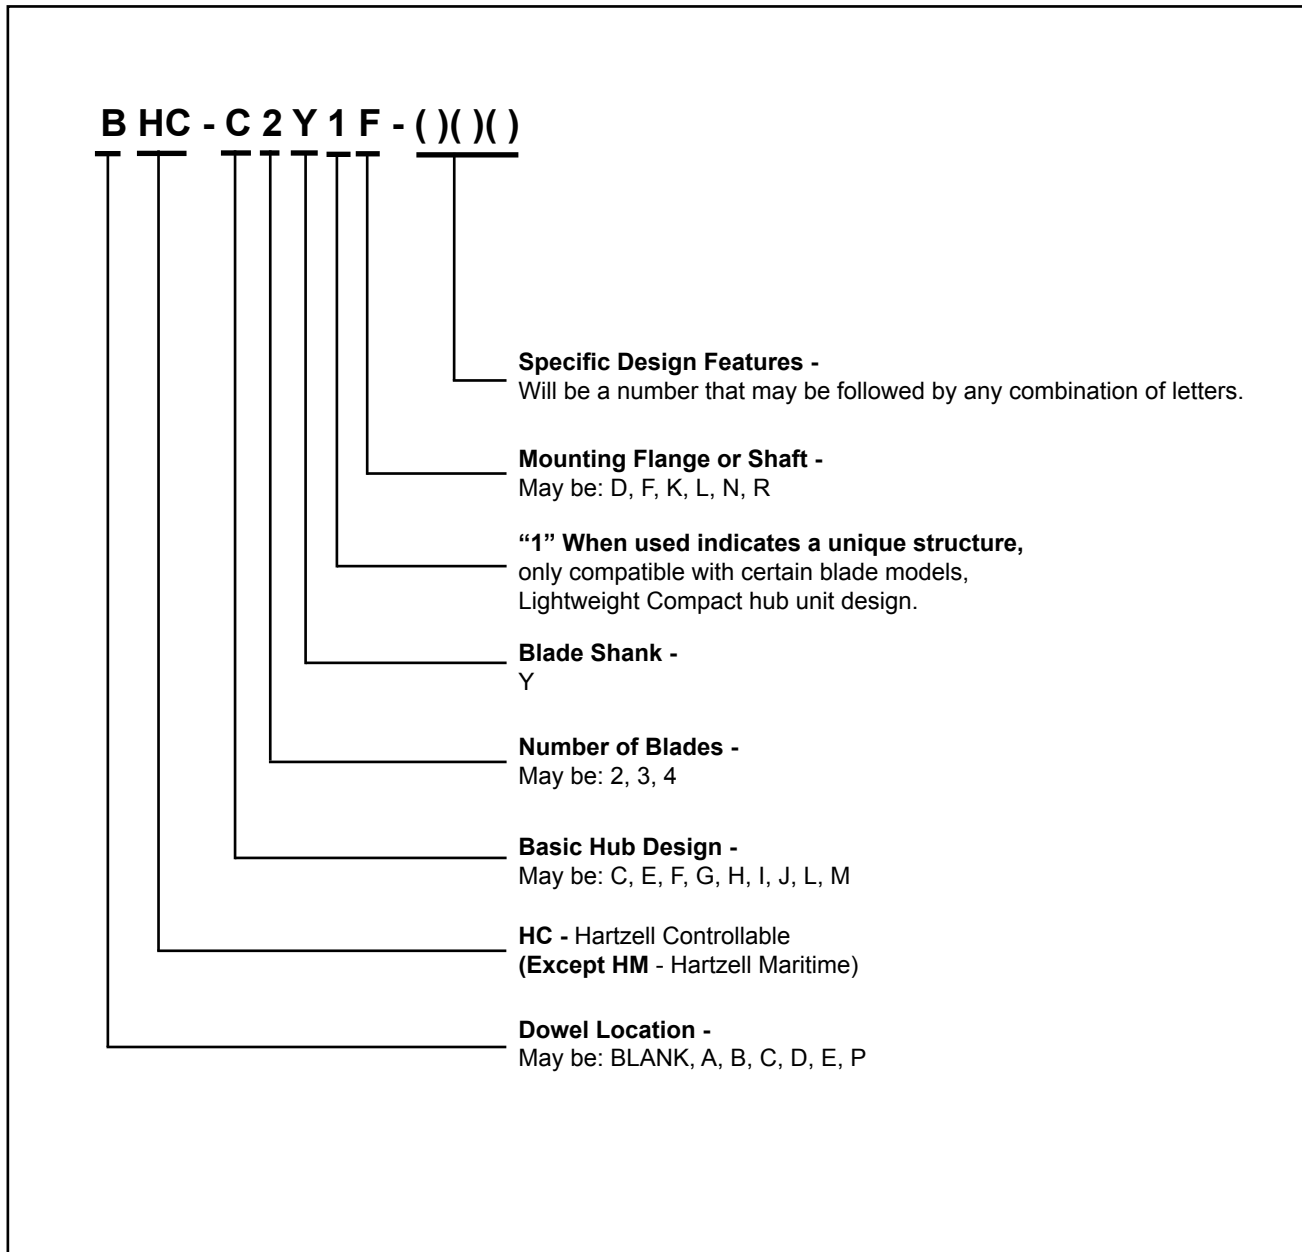 B HC - C 2 Y 1 F - ( )( )( )
Specific Design Features -
Will be a number that may be followed by any combination of letters.
Mounting Flange or Shaft -
May be: D, F, K, L, N, R
“1” When used indicates a unique structure,
only compatible with certain blade models,
Lightweight Compact hub unit design.
Blade Shank -
Y
Number of Blades -
May be: 2, 3, 4
Basic Hub Design -
May be: C, E, F, G, H, I, J, L, M
HC - Hartzell Controllable
(Except HM - Hartzell Maritime)
Dowel Location -
May be: BLANK, A, B, C, D, E, P